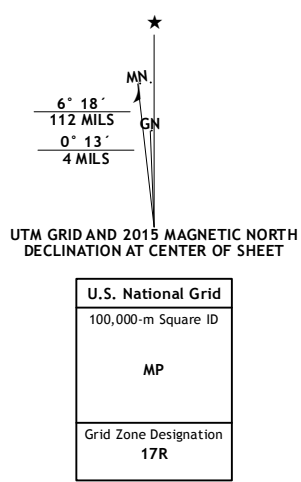 MN
6° 18´
112 MILS
GN
0° 13´
4 MILS
UTM GRID AND 2015 MAGNETIC NORTH
DECLINATION AT CENTER OF SHEET
U.S. National Grid
100,000-m Square ID
MP
Grid Zone Designation
17R